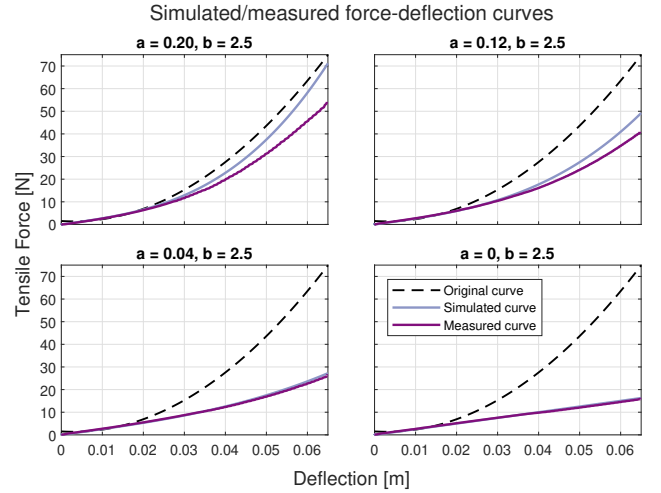 Simulated/measured force-deflection curves
a = 0.20, b = 2.5
a = 0.12, b = 2.5
70
60
50
40
30
20
10
0
a = 0.04, b = 2.5
a = 0, b = 2.5
70
60
50
40
30
20
10
0
Original curve
Simulated curve
Measured curve
0 0.01 0.02 0.03 0.04 0.05 0.06
0 0.01 0.02 0.03 0.04 0.05 0.06
Tensile Force [N]
Deflection [m]